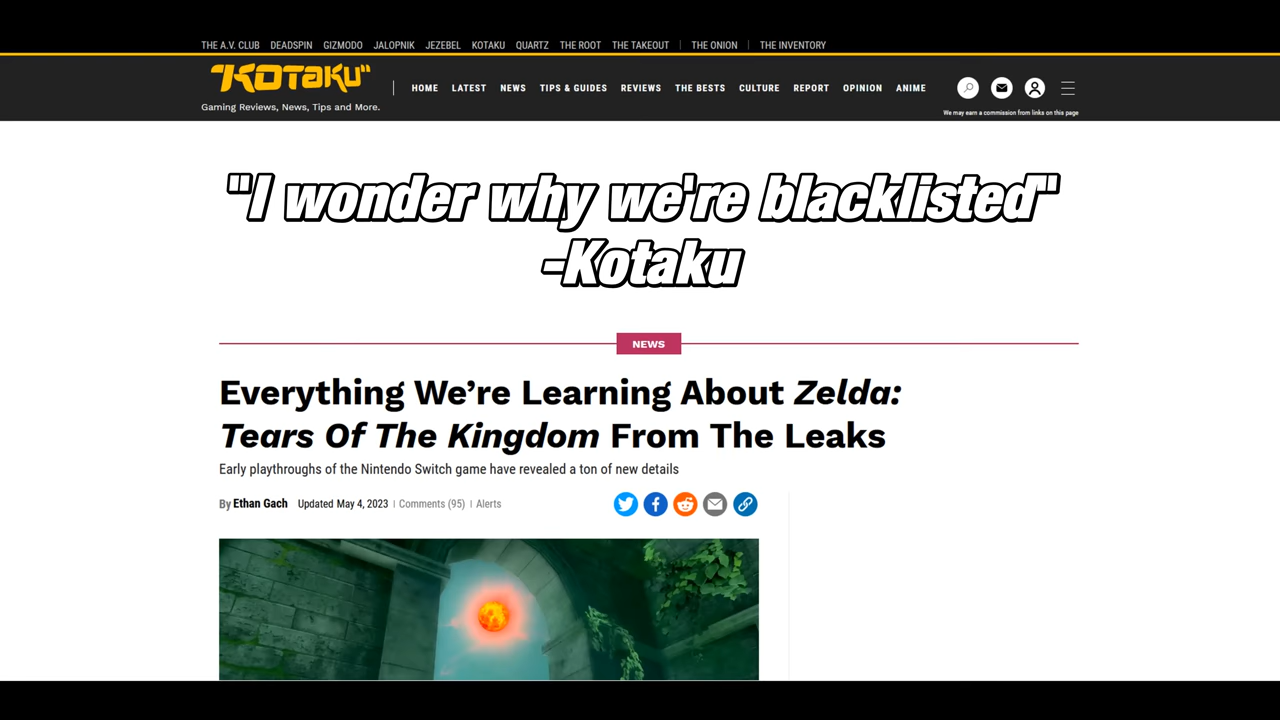 THE A.V. CLUB DEADSPIN GIZMODO JALOPNIK JEZEBEL KOTAKU QUARTZ THE ROOT THE TAKEOUT | THE ONION | THE INVENTORY
"KOTAKU"
HOME LATEST NEWS TIPS & GUIDES REVIEWS THE BESTS CULTURE REPORT OPINION ANIME
Gaming Reviews, News, Tips and More.
We may earn a commission from links on this page
"I wonder why we're blacklisted"
-Kotaku
NEWS
Everything We're Learning About Zelda:
Tears Of The Kingdom From The Leaks
Early playthroughs of the Nintendo Switch game have revealed a ton of new details
By Ethan Gach Updated May 4, 2023 | Comments (95) | Alerts